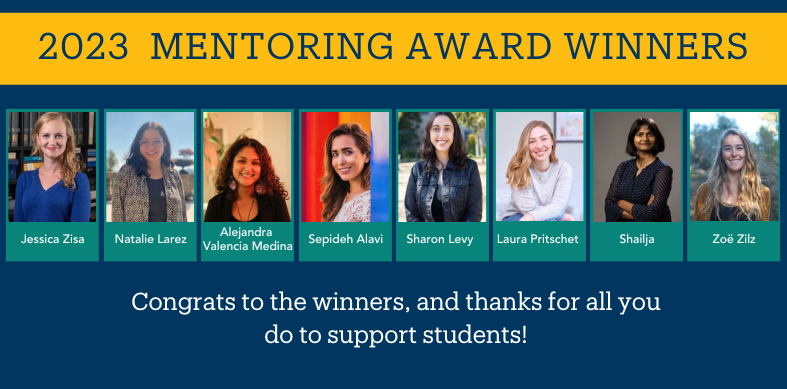 2023 MENTORING AWARD WINNERS
Jessica Zisa
Natalie Larez
Alejandra
Valencia Medina
Sepideh Alavi
Sharon Levy
Laura Pritschet
Shailja
Zoë Zilz
Congrats to the winners, and thanks for all you
do to support students!